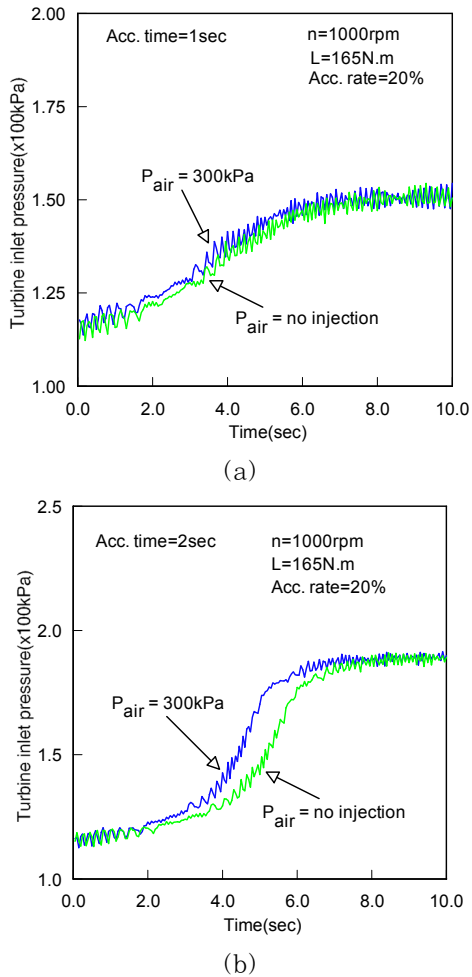 2.00
Acc. time=1sec
n=1000rpm
L=165N.m
Acc. rate=20%
1.75
Turbine inlet pressure(x100kPa)
P_air = 300kPa
1.50
1.25
P_air = no injection
1.00
0.0 2.0 4.0 6.0 8.0 10.0
Time(sec)
(a)
2.5
Acc. time=2sec
n=1000rpm
L=165N.m
Acc. rate=20%
2.0
Turbine inlet pressure(x100kPa)
P_air = 300kPa
1.5
P_air = no injection
1.0
0.0 2.0 4.0 6.0 8.0 10.0
Time(sec)
(b)